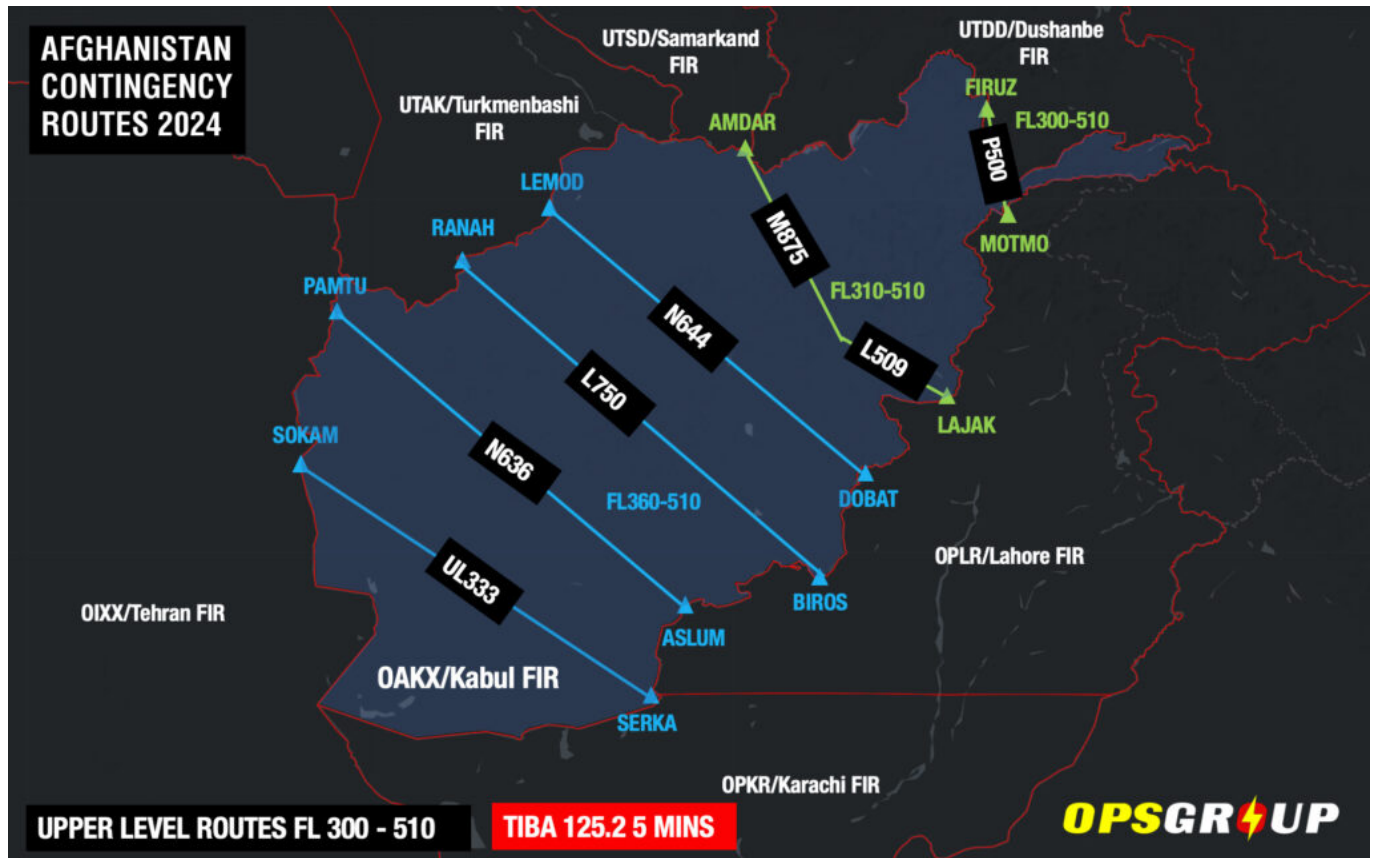 AFGHANISTAN
CONTINGENCY
ROUTES 2024
UTSD/Samarkand
FIR
UTDD/Dushanbe
FIR
UTAK/Turkmenbashi
FIR
FIRUZ
FL300-510
P500
MOTMO
AMDAR
M875
FL310-510
L509
LAJAK
LEMOD
N644
DOBAT
RANAH
L750
BIROS
PAMTU
N636
ASLUM
FL360-510
SOKAM
UL333
SERKA
OPLR/Lahore FIR
OIXX/Tehran FIR
OAKX/Kabul FIR
OPKR/Karachi FIR
UPPER LEVEL ROUTES FL 300 - 510
TIBA 125.2 5 MINS
OPSGROUP